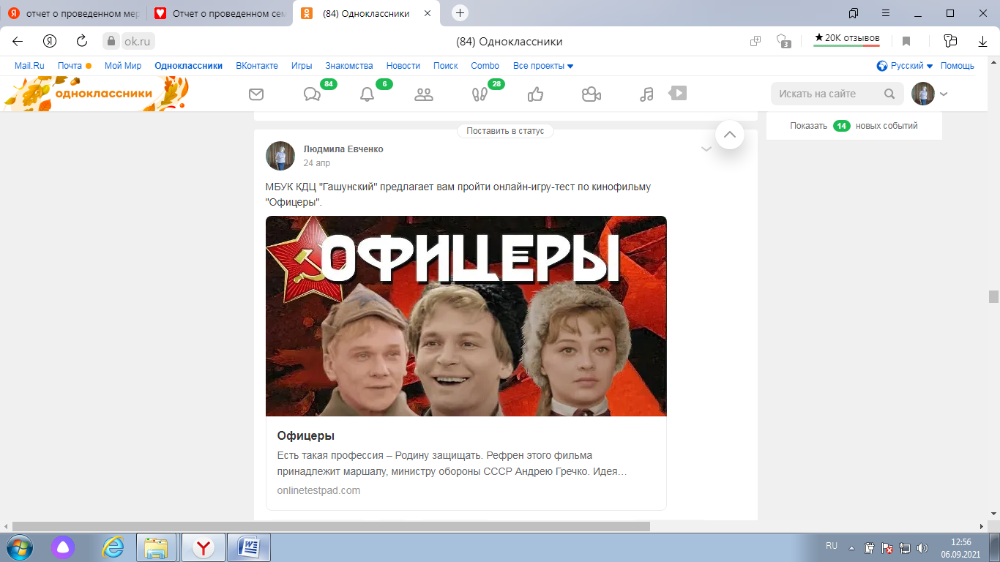 отчет о проведенном мер
Отчет о проведенном сем
(84) Одноклассники
ok.ru
(84) Одноклассники
3
★20К отзывов
Mail.Ru Почта Мой Мир Одноклассники ВКонтакте Игры Знакомства Новости Поиск Combo Все проекты Русский Помощь
одноклассники
84
6
28
Искать на сайте
Поставить в статус
Показать 14 новых событий
Людмила Евченко
24 апр
МБУК КДЦ "Гашунский" предлагает вам пройти онлайн-игру-тест по кинофильму
"Офицеры".
ОФИЦЕРЫ
Офицеры
Есть такая профессия – Родину защищать. Рефрен этого фильма
принадлежит маршалу, министру обороны СССР Андрею Гречко. Идея…
onlinetestpad.com
RU
12:56
06.09.2021